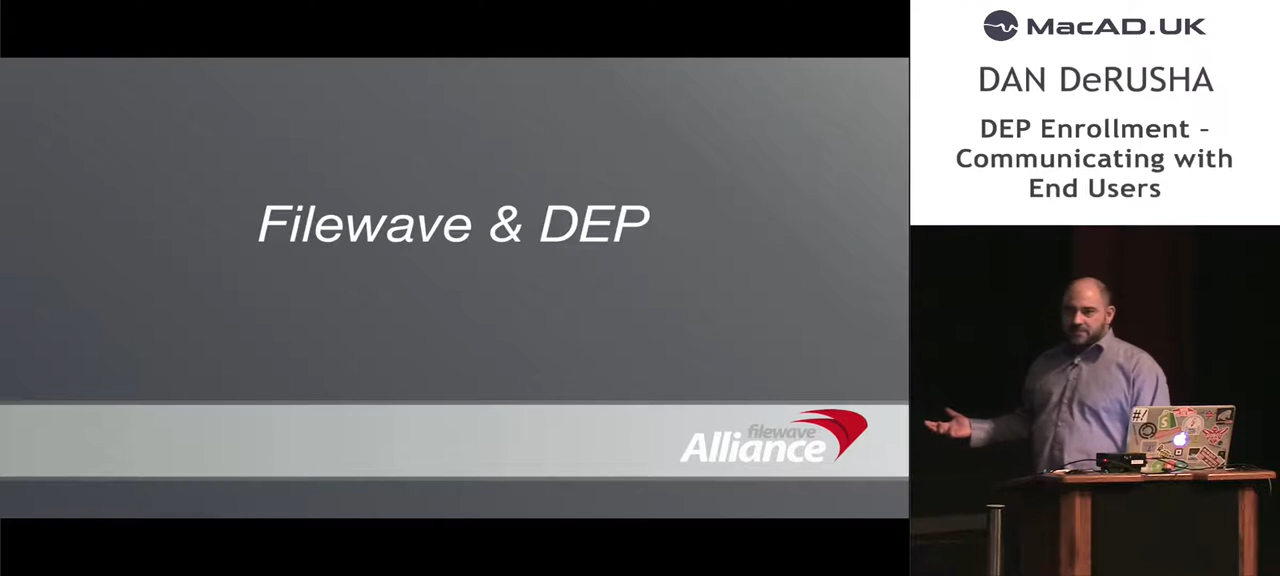 Filewave & DEP
filewave
Alliance
MacAD.UK
DAN DeRUSHA
DEP Enrollment –
Communicating with
End Users
#!